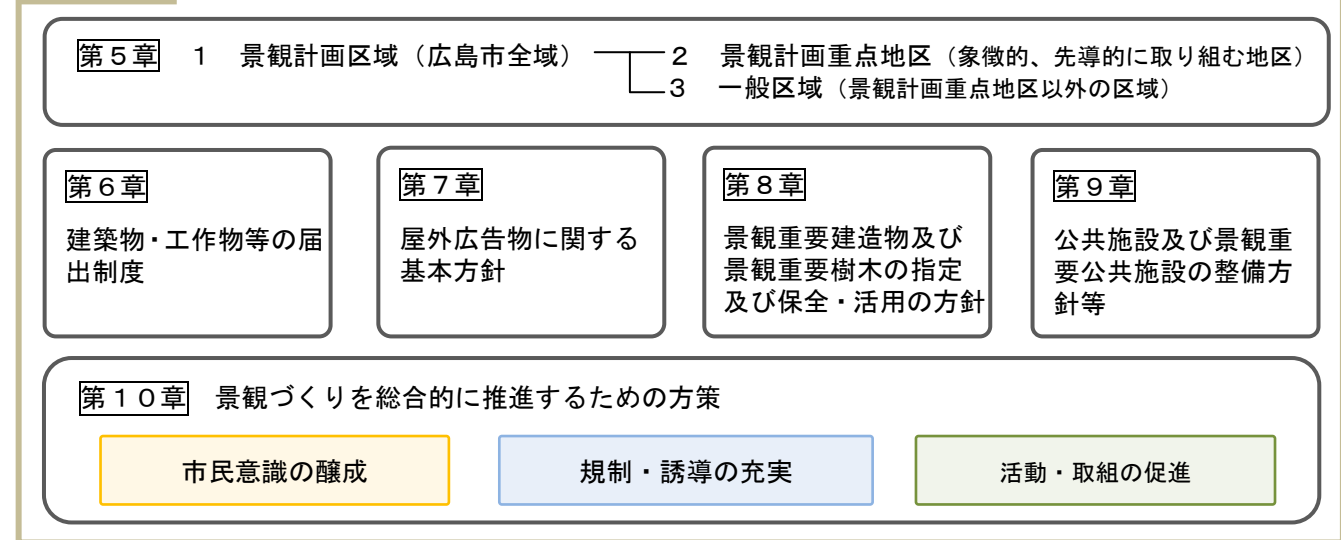 第５章　１　景観計画区域（広島市全域）　２　景観計画重点地区（象徴的、先導的に取り組む地区）
３　一般区域（景観計画重点地区以外の区域）
第６章
建築物・工作物等の届
出制度
第７章
屋外広告物に関する
基本方針
第８章
景観重要建造物及び
景観重要樹木の指定
及び保全・活用の方針
第９章
公共施設及び景観重
要公共施設の整備方
針等
第１０章　景観づくりを総合的に推進するための方策
市民意識の醸成
規制・誘導の充実
活動・取組の促進